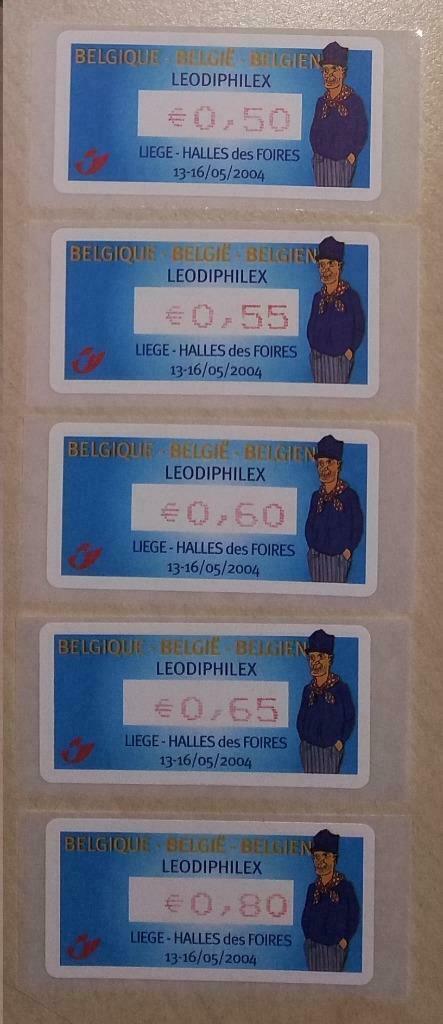 BELGIQUE - BELGIË - BELGIEN
LEODIPHILEX
€0,50
LIEGE - HALLES des FOIRES
13-16/05/2004
BELGIQUE - BELGIË - BELGIEN
LEODIPHILEX
€0,55
LIEGE - HALLES des FOIRES
13-16/05/2004
BELGIQUE - BELGIË - BELGIEN
LEODIPHILEX
€0,60
LIEGE - HALLES des FOIRES
13-16/05/2004
BELGIQUE - BELGIË - BELGIEN
LEODIPHILEX
€0,65
LIEGE - HALLES des FOIRES
13-16/05/2004
BELGIQUE - BELGIË - BELGIEN
LEODIPHILEX
€0,80
LIEGE - HALLES des FOIRES
13-16/05/2004